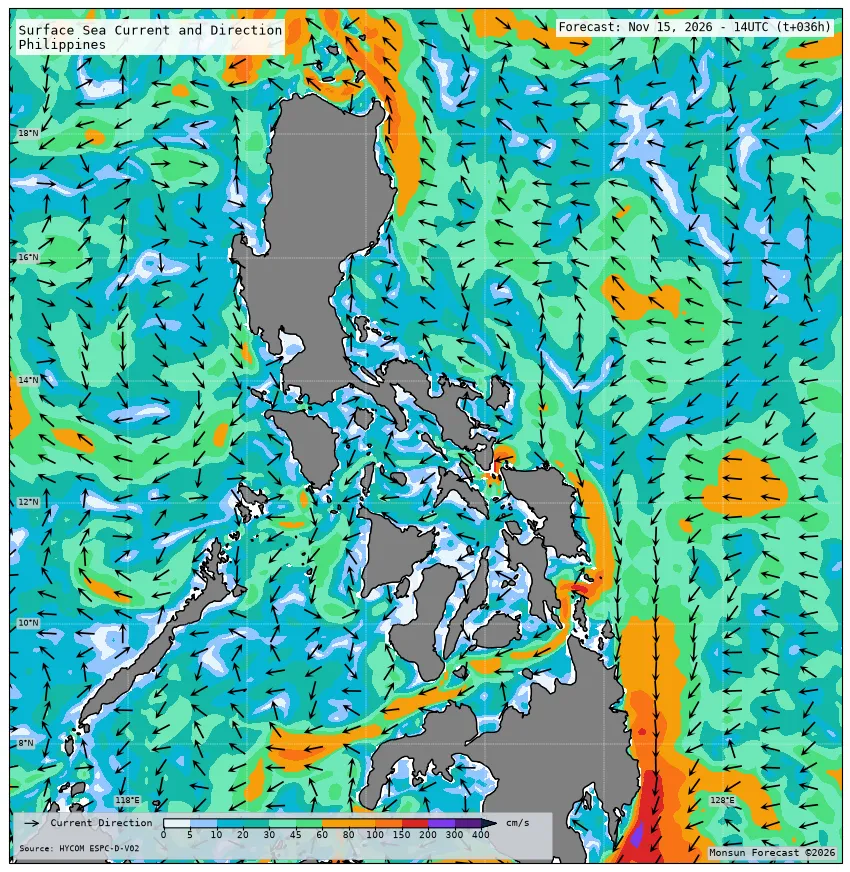 Surface Sea Current and Direction
Philippines
Forecast: Nov 15, 2026 - 14UTC (t+036h)
18°N
16°N
14°N
12°N
10°N
8°N
118°E
128°E
Current Direction
0 5 10 20 30 45 60 80 100 150 200 300 400
cm/s
Source: HYCOM ESPC-D-V02
Monsun Forecast ©2026